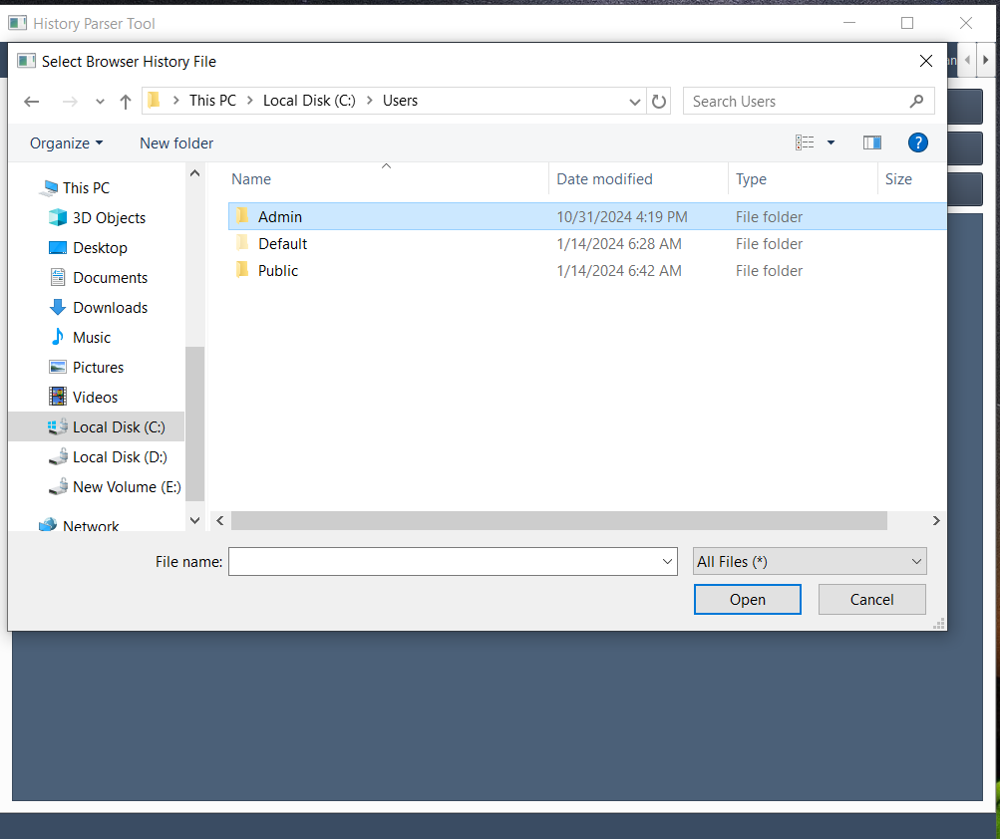 History Parser Tool
Select Browser History File
This PC > Local Disk (C:) > Users
Search Users
Organize
New folder
?
Name Date modified Type Size
This PC
3D Objects
Desktop
Documents
Downloads
Music
Pictures
Videos
Local Disk (C:)
Local Disk (D:)
New Volume (E:)
Network
Admin 10/31/2024 4:19 PM File folder
Default 1/14/2024 6:28 AM File folder
Public 1/14/2024 6:42 AM File folder
File name:
All Files (*)
Open
Cancel